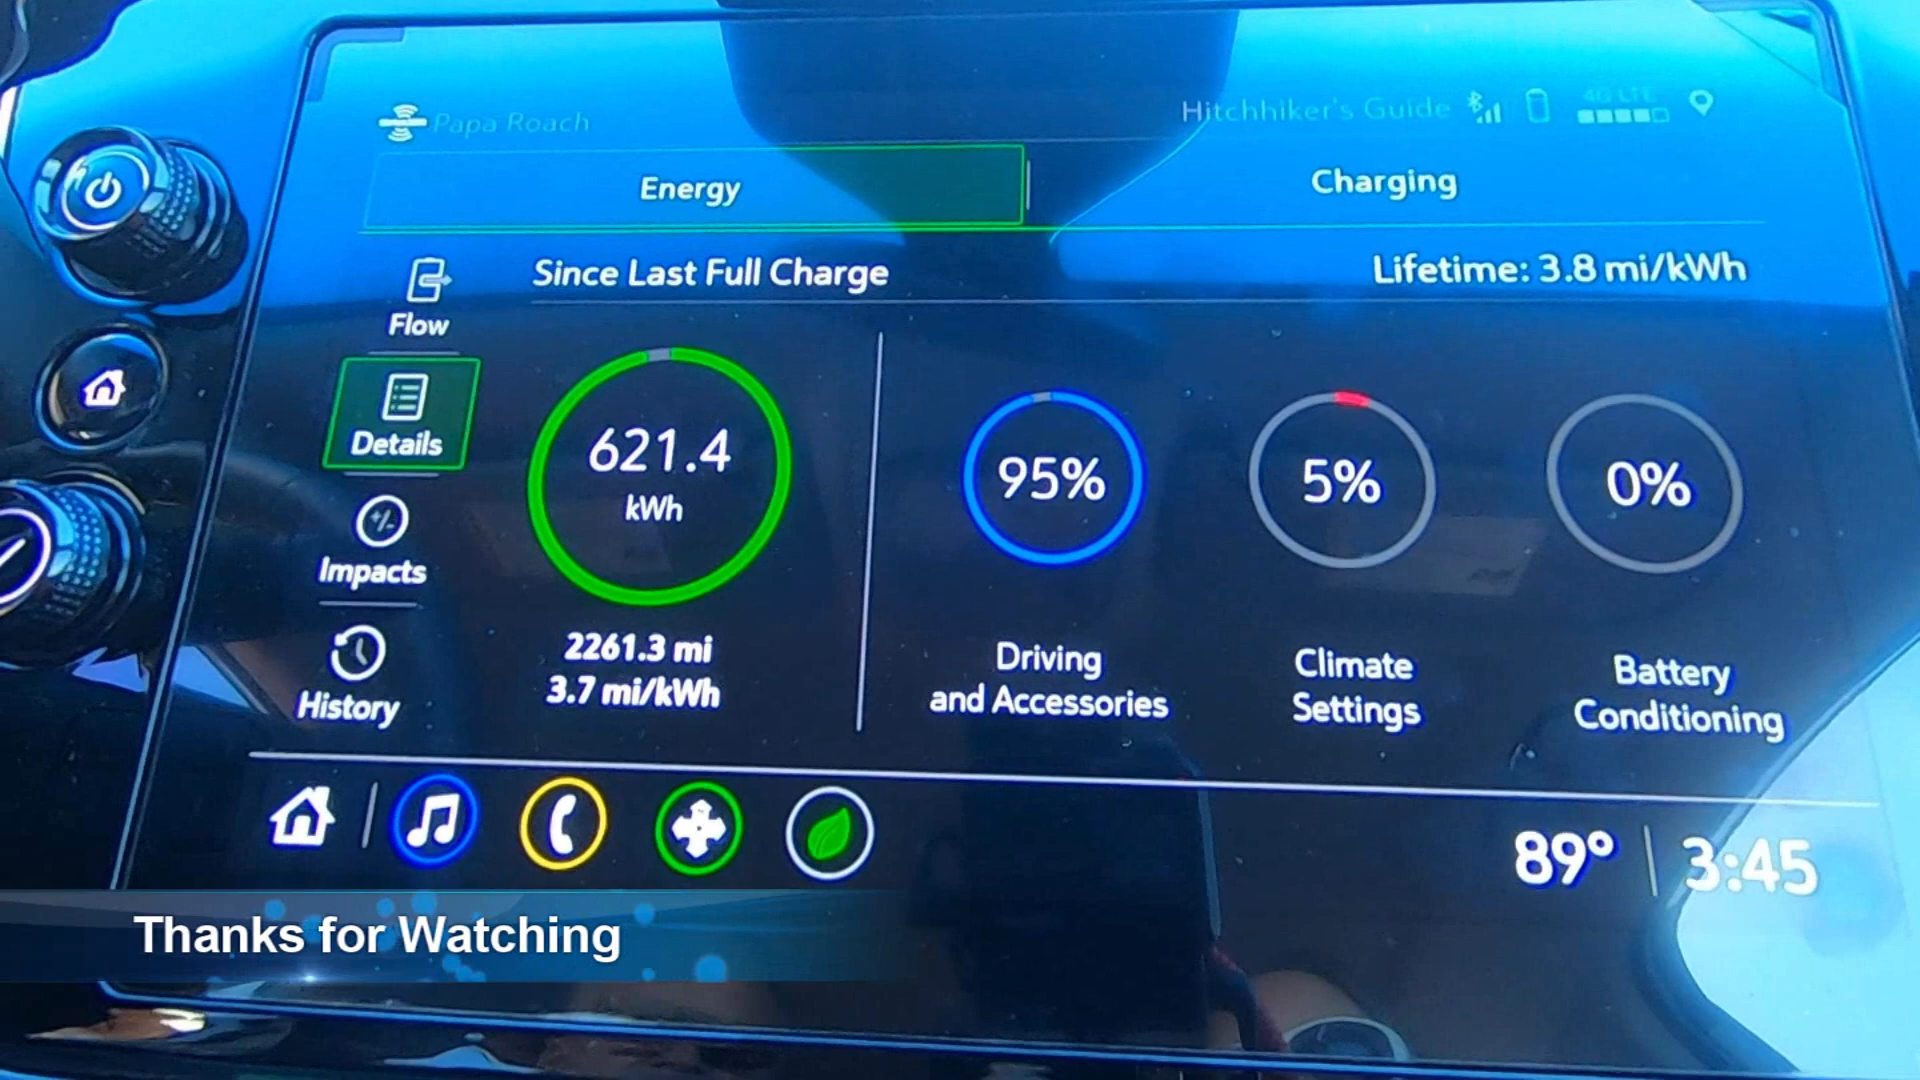 Papa Roach
Hitchhiker's Guide
4G LTE
Energy
Charging
Since Last Full Charge
Lifetime: 3.8 mi/kWh
Flow
Details
Impacts
History
621.4
kWh
2261.3 mi
3.7 mi/kWh
95%
Driving
and Accessories
5%
Climate
Settings
0%
Battery
Conditioning
89°
3:45
Thanks for Watching